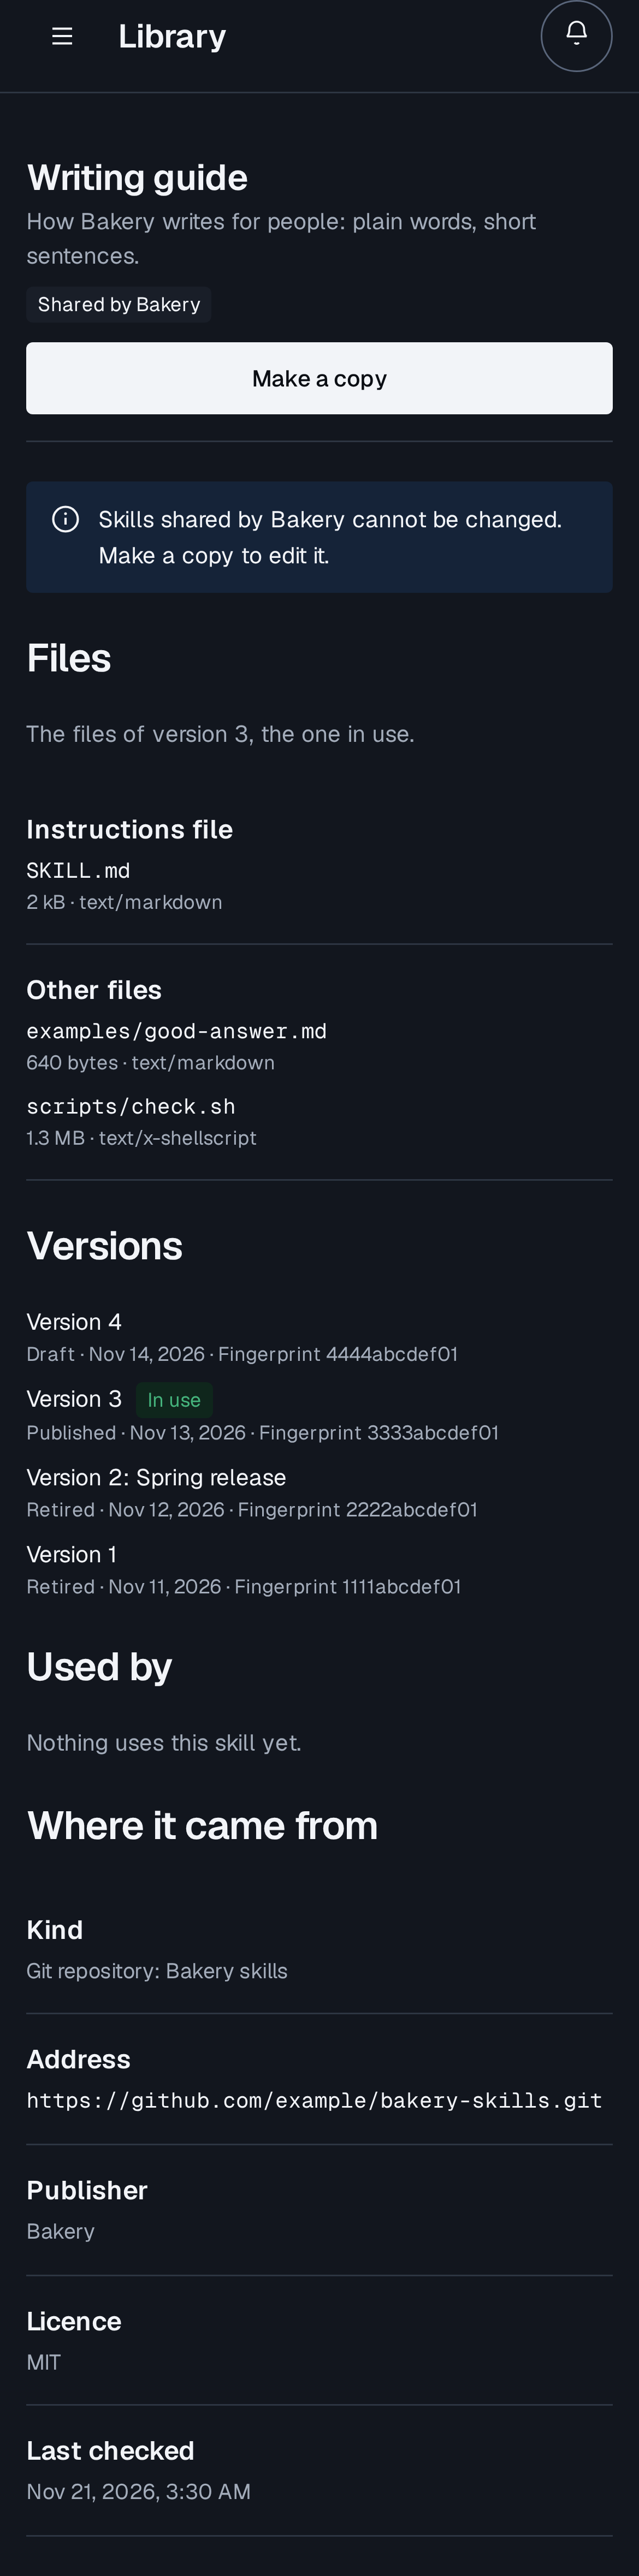 Library
Writing guide
How Bakery writes for people: plain words, short
sentences.
Shared by Bakery
Make a copy
Skills shared by Bakery cannot be changed.
Make a copy to edit it.
Files
The files of version 3, the one in use.
Instructions file
SKILL.md
2 kB · text/markdown
Other files
examples/good-answer.md
640 bytes · text/markdown
scripts/check.sh
1.3 MB · text/x-shellscript
Versions
Version 4
Draft · Nov 14, 2026 · Fingerprint 4444abcdef01
Version 3 In use
Published · Nov 13, 2026 · Fingerprint 3333abcdef01
Version 2: Spring release
Retired · Nov 12, 2026 · Fingerprint 2222abcdef01
Version 1
Retired · Nov 11, 2026 · Fingerprint 1111abcdef01
Used by
Nothing uses this skill yet.
Where it came from
Kind
Git repository: Bakery skills
Address
https://github.com/example/bakery-skills.git
Publisher
Bakery
Licence
MIT
Last checked
Nov 21, 2026, 3:30 AM